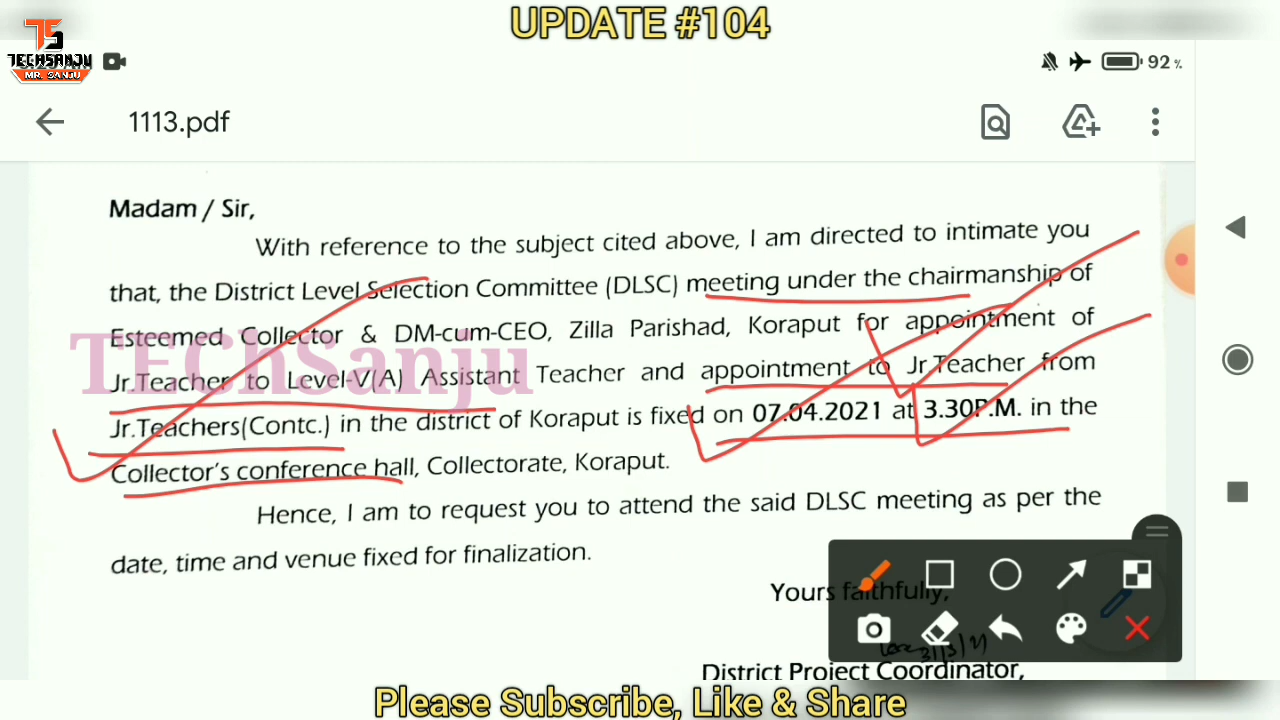 UPDATE #104
TS
TECHSANJU
MR. SANJU
92%
1113.pdf
Madam / Sir,
With reference to the subject cited above, I am directed to intimate you
that, the District Level Selection Committee (DLSC) meeting under the chairmanship of
Esteemed Collector & DM-cum-CEO, Zilla Parishad, Koraput for appointment of
TEChSanju
Jr.Teacher to Level-V(A) Assistant Teacher and appointment to Jr.Teacher from
Jr.Teachers(Contc.) in the district of Koraput is fixed on 07.04.2021 at 3.30P.M. in the
Collector's conference hall, Collectorate, Koraput.
Hence, I am to request you to attend the said DLSC meeting as per the
date, time and venue fixed for finalization.
Yours faithfully,
District Project Coordinator,
Please Subscribe, Like & Share